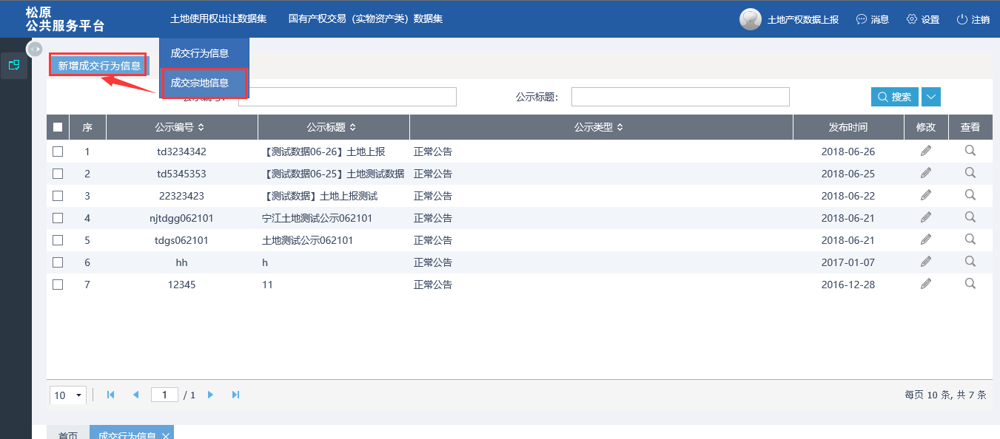 松原
公共服务平台
土地使用权出让数据集 国有产权交易（实物资产类）数据集 土地产权数据上报 消息 设置 注销
成交行为信息
成交宗地信息
新增成交行为信息
公示编号: 公示标题: 搜索
序 公示编号 公示标题 公示类型 发布时间 修改 查看
1 td3234342 【测试数据06-26】土地上报 正常公告 2018-06-26
2 td5345353 【测试数据06-25】土地测试数据 正常公告 2018-06-25
3 22323423 【测试数据】土地上报测试 正常公告 2018-06-22
4 njtdgg062101 宁江土地测试公示062101 正常公告 2018-06-21
5 tdgs062101 土地测试公示062101 正常公告 2018-06-21
6 hh h 正常公告 2017-01-07
7 12345 11 正常公告 2016-12-28
10 1 / 1 每页 10 条, 共 7 条
首页 成交行为信息